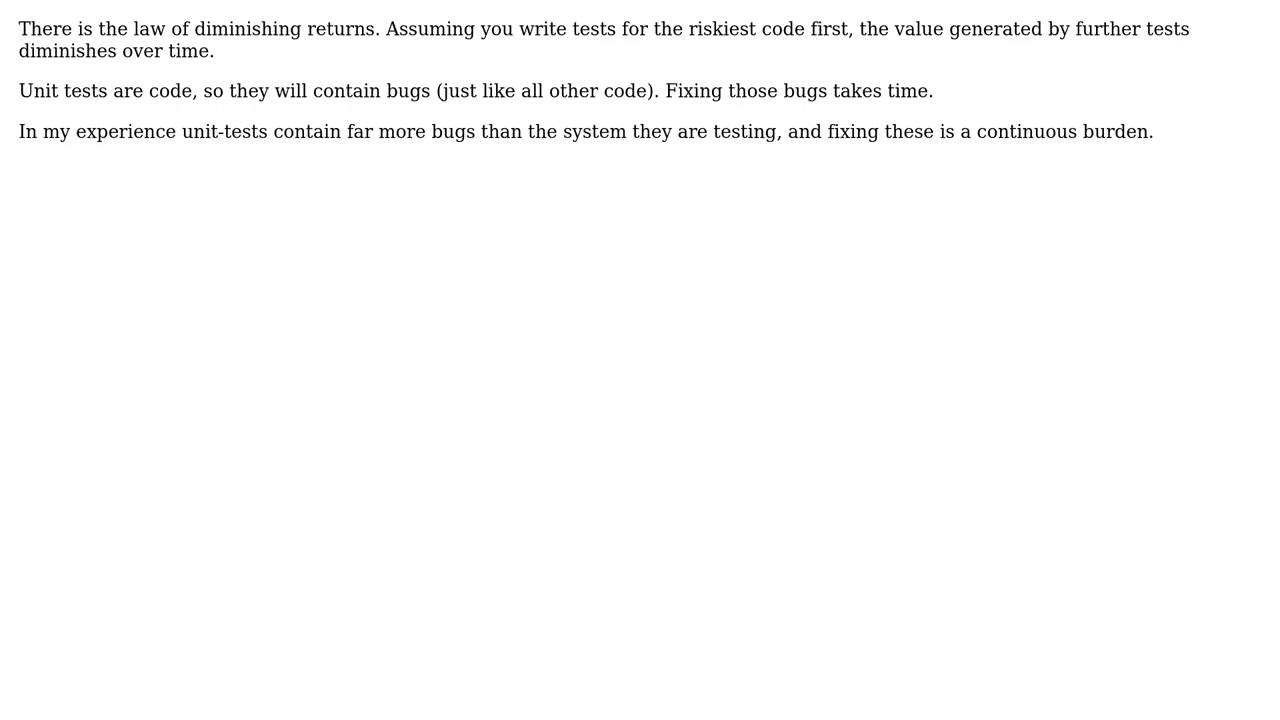 There is the law of diminishing returns. Assuming you write tests for the riskiest code first, the value generated by further tests
diminishes over time.
Unit tests are code, so they will contain bugs (just like all other code). Fixing those bugs takes time.
In my experience unit-tests contain far more bugs than the system they are testing, and fixing these is a continuous burden.